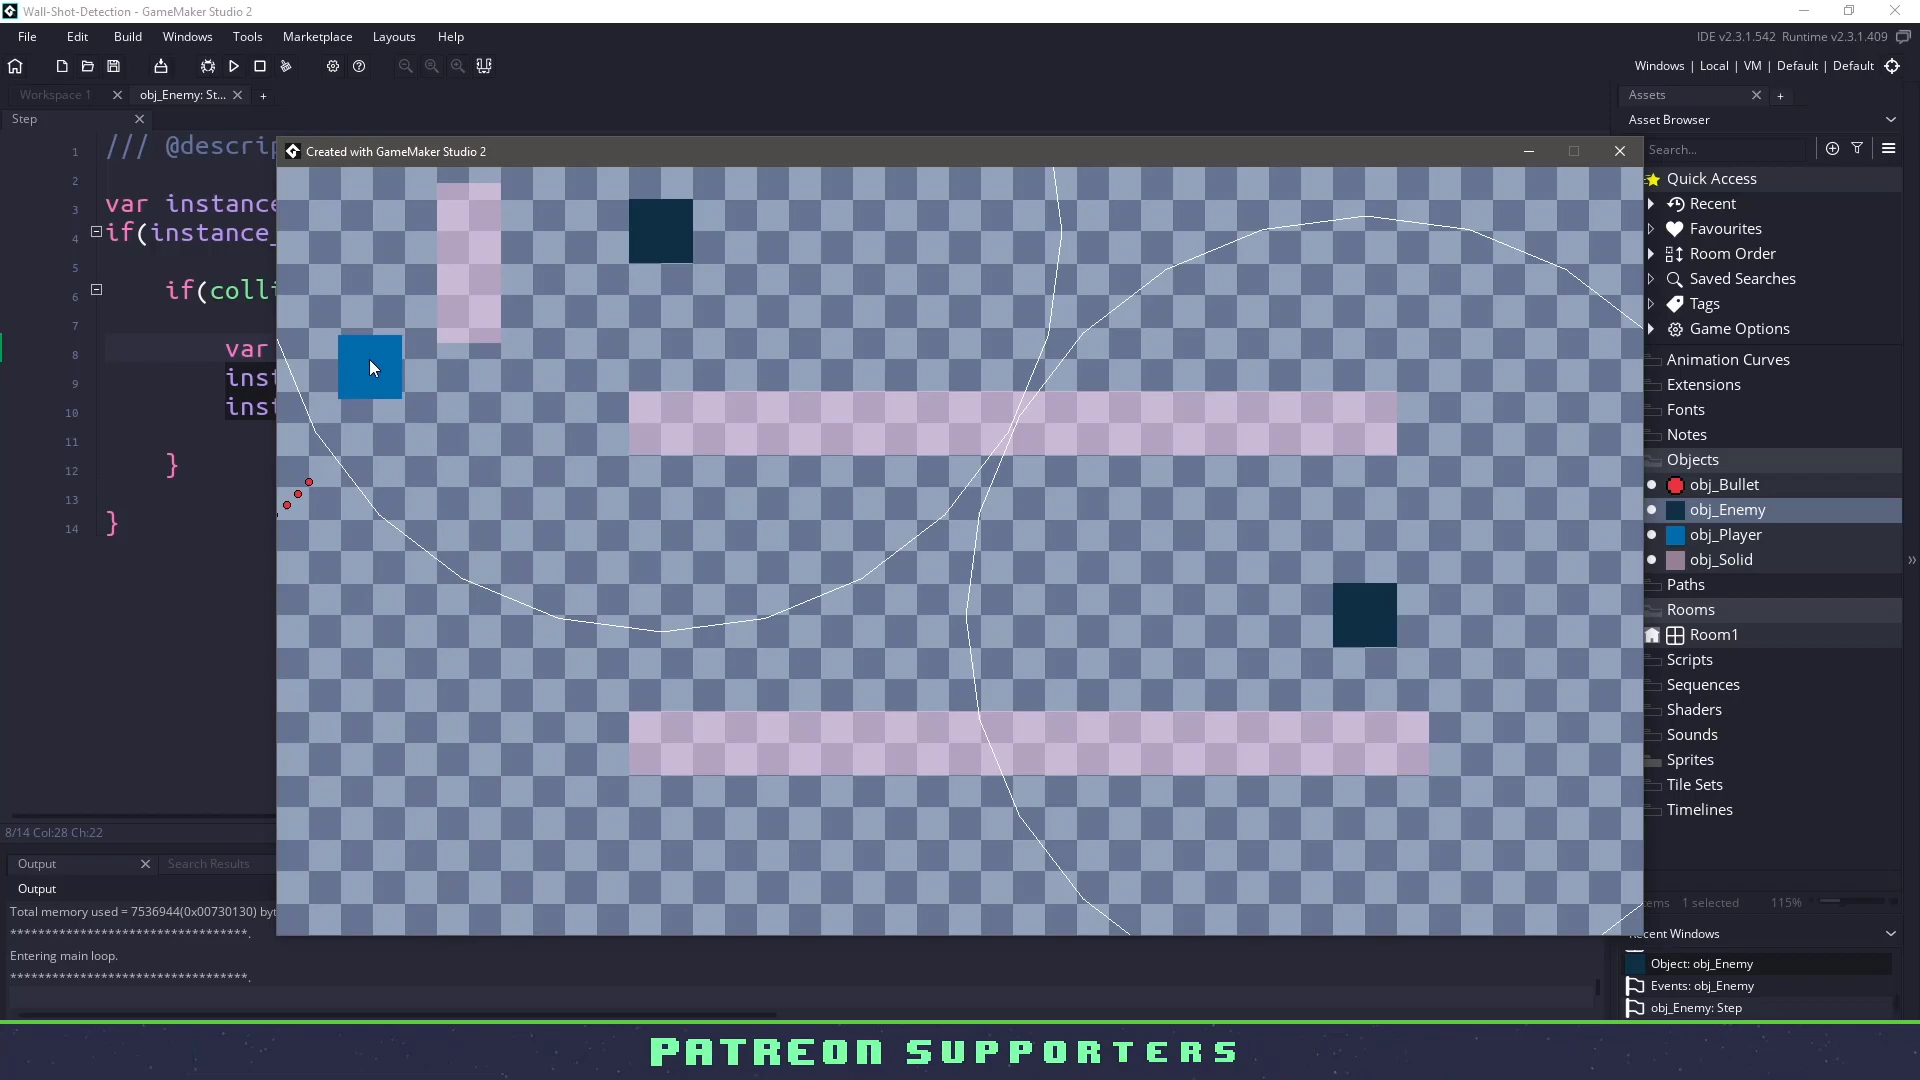 Wall-Shot-Detection - GameMaker Studio 2
File Edit Build Windows Tools Marketplace Layouts Help
IDE v2.3.1.542 Runtime v2.3.1.409
Windows | Local | VM | Default | Default
Workspace 1
obj_Enemy: St...
Step
1 /// @descrip
2
3 var instance
4 if(instance_
5
6 if(colli
7
8 var
9 inst
10 inst
11
12 }
13
14 }
8/14 Col:28 Ch:22
Created with GameMaker Studio 2
Output
Search Results
Output
Total memory used = 7536944(0x00730130) byt
**********************************.
Entering main loop.
**********************************.
Assets
Asset Browser
Search...
Quick Access
Recent
Favourites
Room Order
Saved Searches
Tags
Game Options
Animation Curves
Extensions
Fonts
Notes
Objects
obj_Bullet
obj_Enemy
obj_Player
obj_Solid
Paths
Rooms
Room1
Scripts
Sequences
Shaders
Sounds
Sprites
Tile Sets
Timelines
ems 1 selected 115%
ecent Windows
Object: obj_Enemy
Events: obj_Enemy
obj_Enemy: Step
PATREON SUPPORTERS